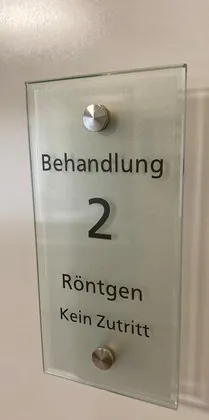 Behandlung
2
Röntgen
Kein Zutritt